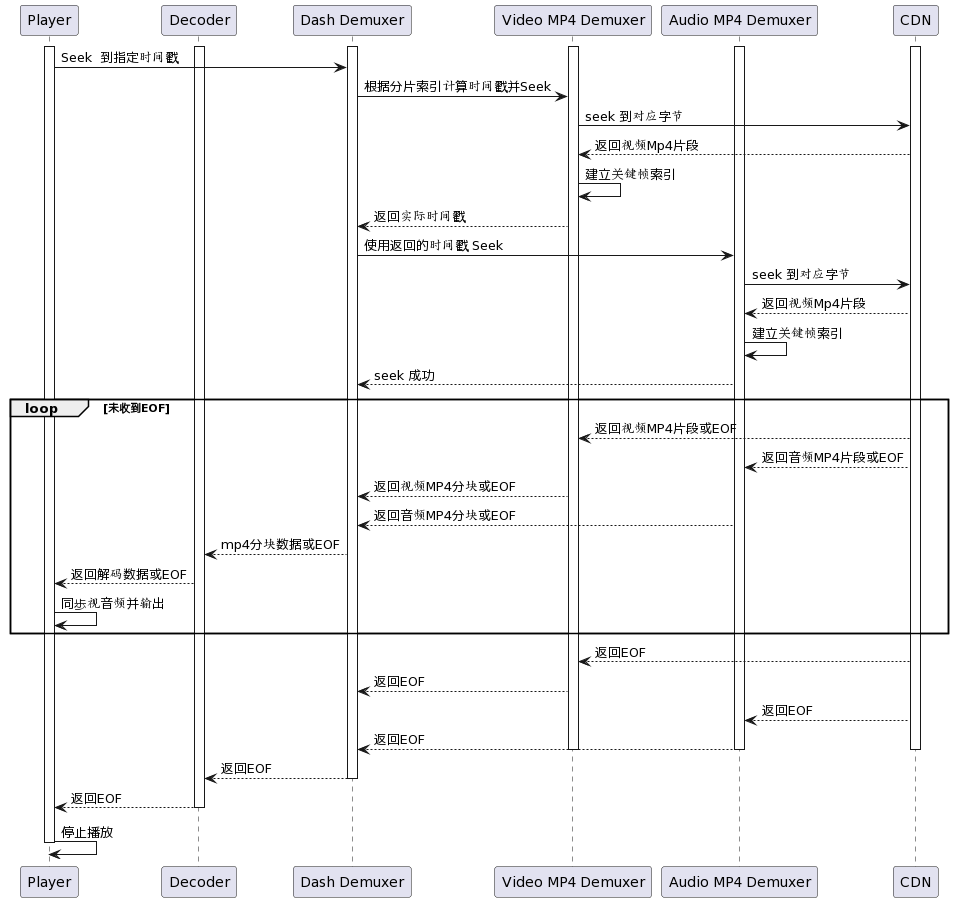 Player Decoder Dash Demuxer Video MP4 Demuxer Audio MP4 Demuxer CDN
Seek 到指定时间戳
根据分片索引计算时间戳并Seek
seek 到对应字节
返回视频Mp4片段
建立关键帧索引
返回实际时间戳
使用返回的时间戳 Seek
seek 到对应字节
返回视频Mp4片段
建立关键帧索引
seek 成功
loop [未收到EOF]
返回视频MP4片段或EOF
返回音频MP4片段或EOF
返回视频MP4分块或EOF
返回音频MP4分块或EOF
mp4分块数据或EOF
返回解码数据或EOF
同步视音频并输出
返回EOF
返回EOF
返回EOF
返回EOF
返回EOF
返回EOF
停止播放
Player Decoder Dash Demuxer Video MP4 Demuxer Audio MP4 Demuxer CDN